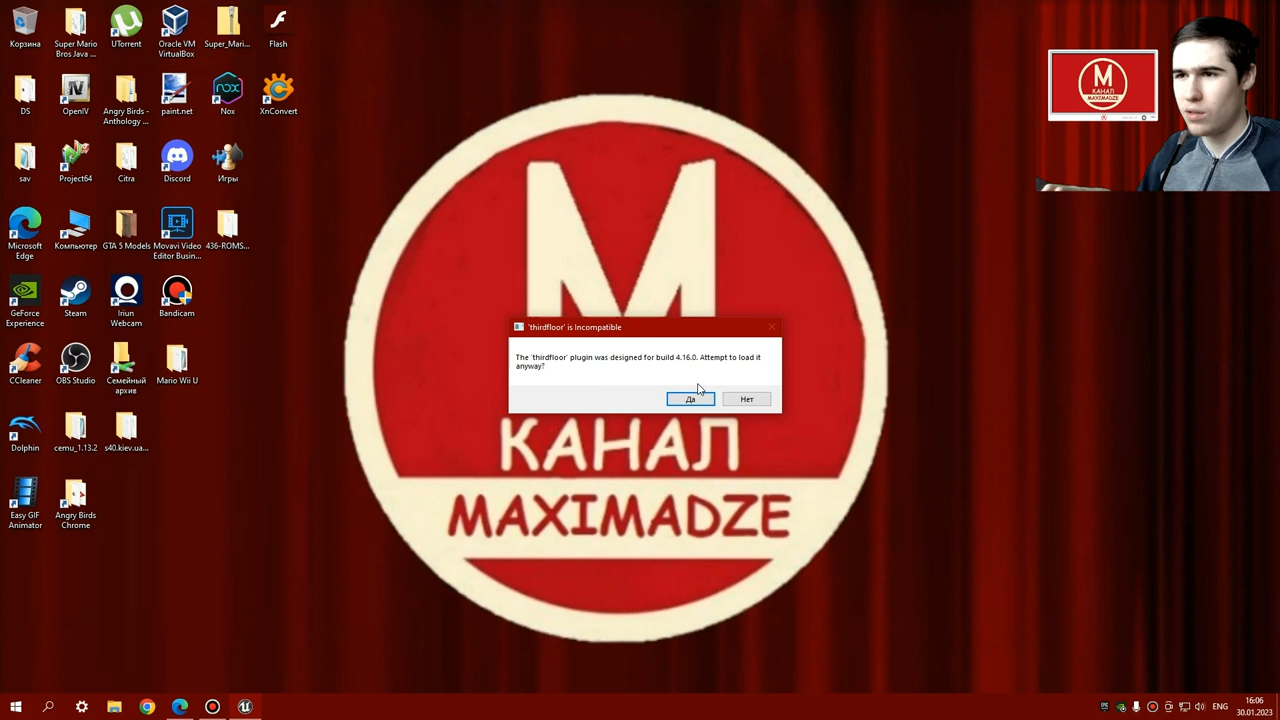 Корзина
Super Mario
Bros Java ...
UTorrent
Oracle VM
VirtualBox
Super_Mari...
Flash
DS
OpenIV
Angry Birds -
Anthology ...
paint.net
Nox
XnConvert
sav
Project64
Citra
Discord
Игры
Microsoft
Edge
Компьютер
GTA 5 Models
Movavi Video
Editor Busin...
436-ROMS...
GeForce
Experience
Steam
Iriun
Webcam
Bandicam
CCleaner
OBS Studio
Семейный
архив
Mario Wii U
Dolphin
cemu_1.13.2
s40.kiev.ua...
Easy GIF
Animator
Angry Birds
Chrome
М
КАНАЛ
MAXIMADZE
'thirdfloor' is Incompatible
The 'thirdfloor' plugin was designed for build 4.16.0. Attempt to load it
anyway?
Да
Нет
М
КАНАЛ
MAXIMADZE
ENG
16:06
30.01.2023